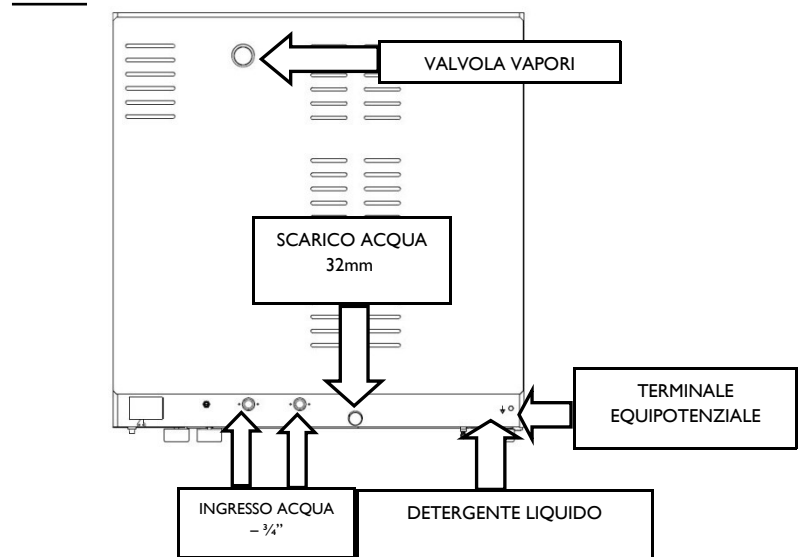 VALVOLA VAPORI
SCARICO ACQUA
32mm
TERMINALE
EQUIPOTENZIALE
INGRESSO ACQUA
– ¾”
DETERGENTE LIQUIDO